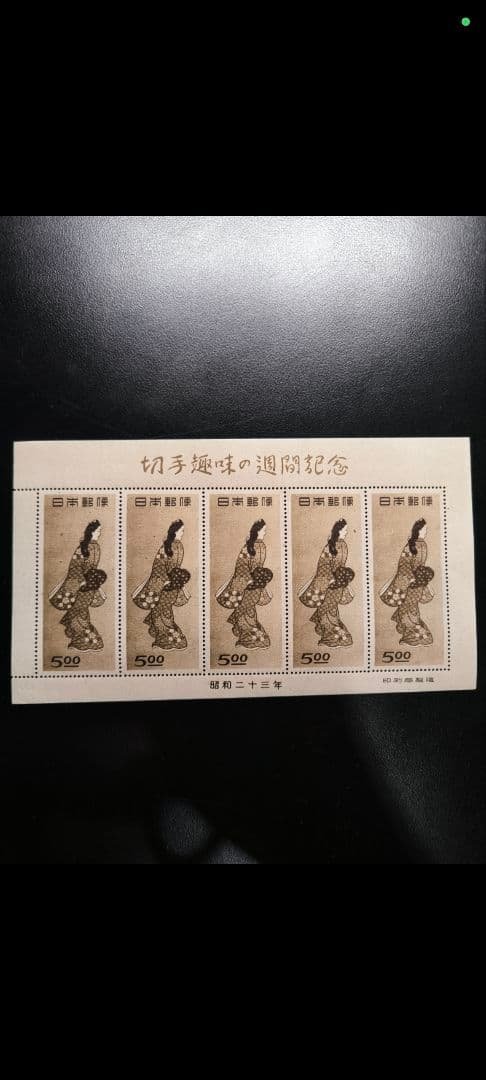 切手趣味の週間記念
日本郵便 日本郵便 日本郵便 日本郵便 日本郵便
5.00 5.00 5.00 5.00 5.00
昭和二十三年
印刷廳製造